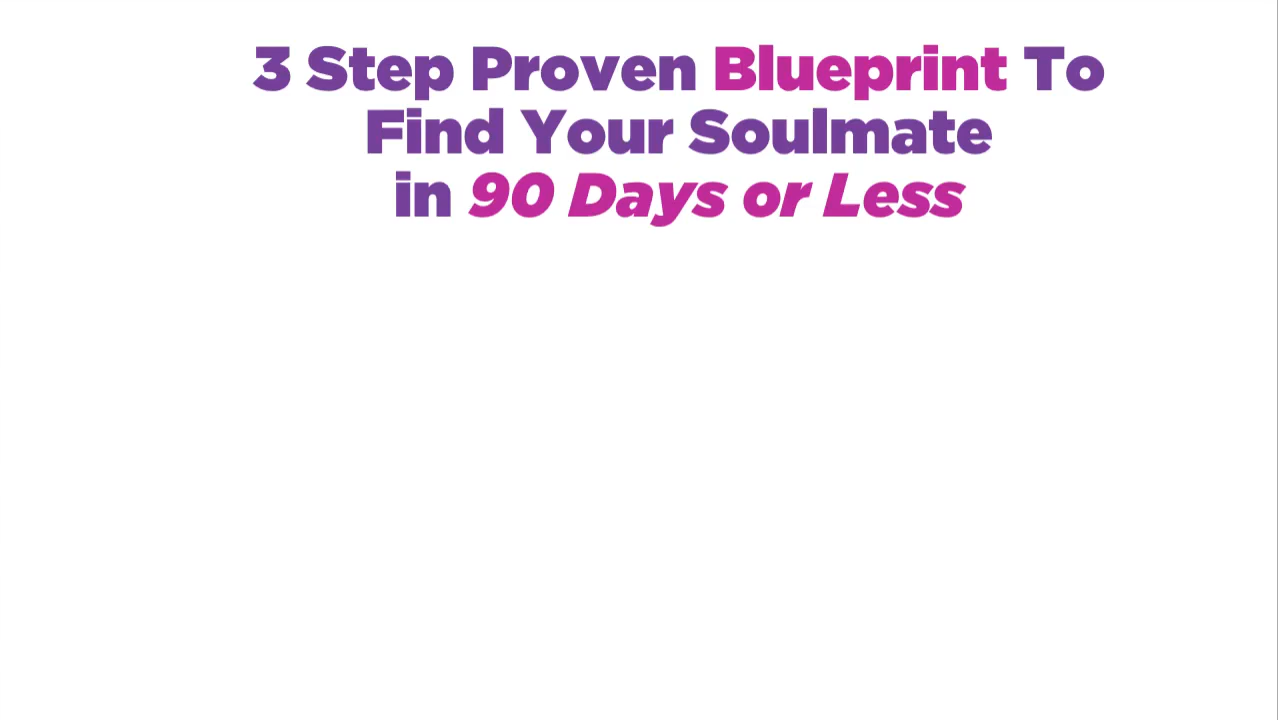 3 Step Proven Blueprint To
Find Your Soulmate
in 90 Days or Less